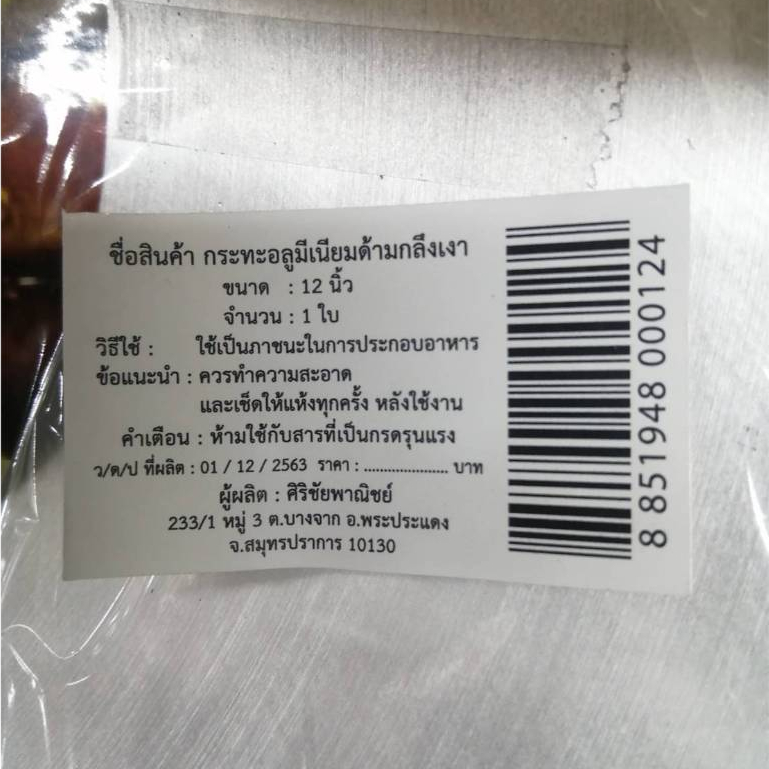 ชื่อสินค้า กระทะอลูมีเนียมด้ามกลึงเงา
ขนาด : 12 นิ้ว
จำนวน : 1 ใบ
วิธีใช้ : ใช้เป็นภาชนะในการประกอบอาหาร
ข้อแนะนำ : ควรทำความสะอาด
และเช็ดให้แห้งทุกครั้ง หลังใช้งาน
คำเตือน : ห้ามใช้กับสารที่เป็นกรดรุนแรง
ว/ด/ป ที่ผลิต : 01 / 12 / 2563 ราคา : ..................... บาท
ผู้ผลิต : ศิริชัยพาณิชย์
233/1 หมู่ 3 ต.บางจาก อ.พระประแดง
จ.สมุทรปราการ 10130
8 851948 000124